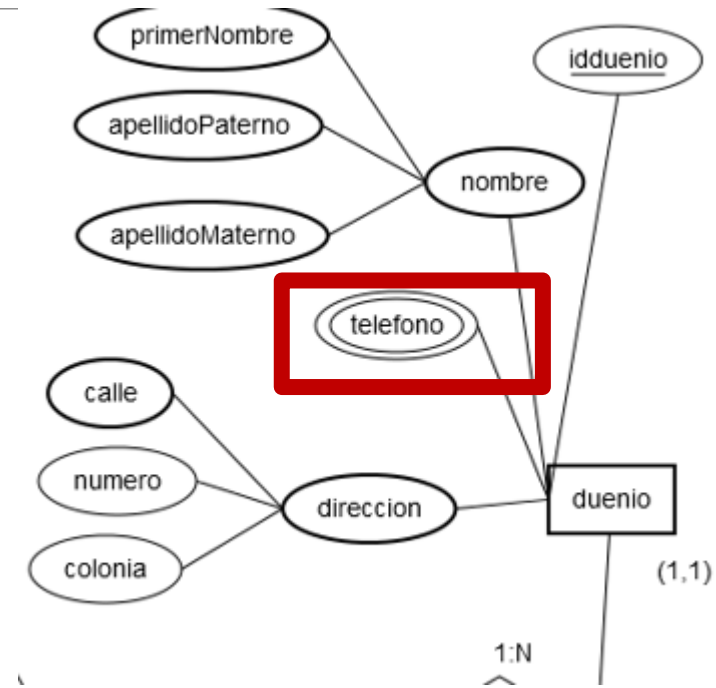 primerNombre
idduenio
apellidoPaterno
nombre
apellidoMaterno
telefono
calle
numero
direccion
duenio
colonia
(1,1)
1:N